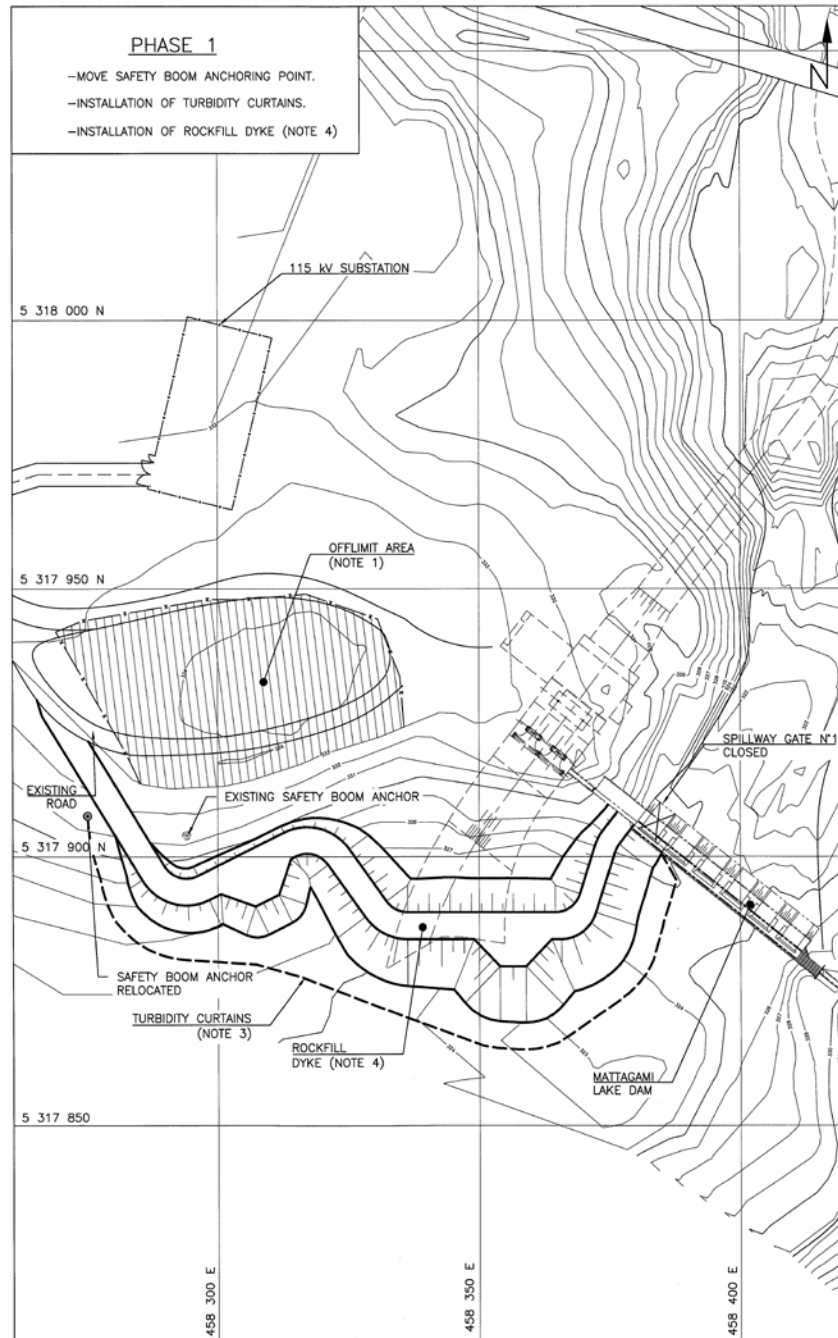 PHASE 1
-MOVE SAFETY BOOM ANCHORING POINT.
-INSTALLATION OF TURBIDITY CURTAINS.
-INSTALLATION OF ROCKFILL DYKE (NOTE 4)
N
115 kV SUBSTATION
5 318 000 N
OFFLIMIT AREA
(NOTE 1)
5 317 950 N
SPILLWAY GATE N°1
CLOSED
EXISTING
ROAD
EXISTING SAFETY BOOM ANCHOR
5 317 900 N
SAFETY BOOM ANCHOR
RELOCATED
TURBIDITY CURTAINS
(NOTE 3)
ROCKFILL
DYKE (NOTE 4)
MATTAGAMI
LAKE DAM
5 317 850
458 300 E
458 350 E
458 400 E